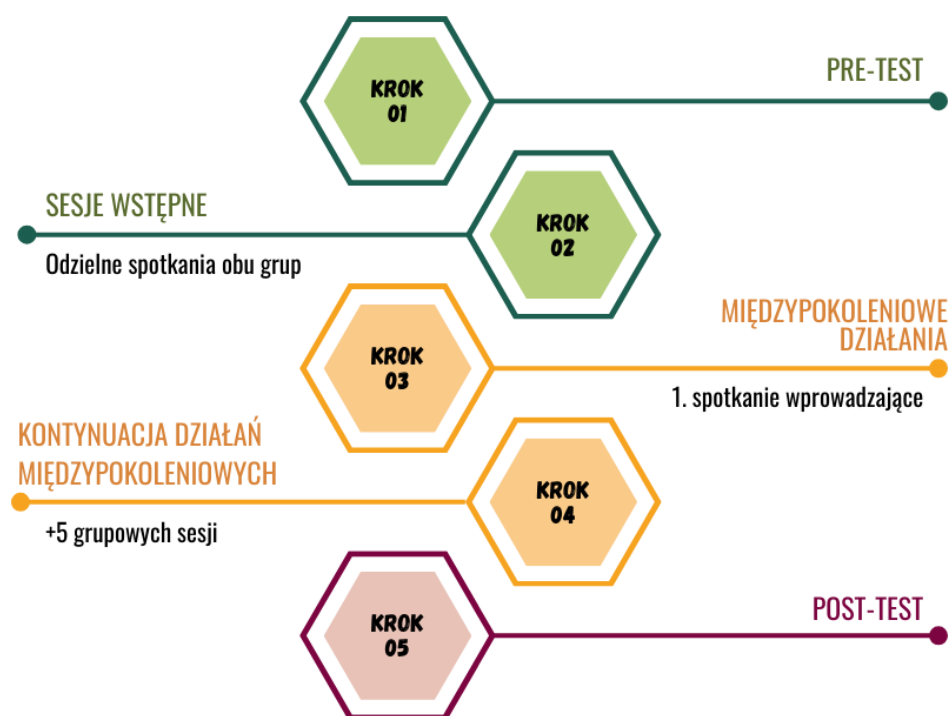 KROK
01
PRE-TEST
SESJE WSTĘPNE
Odzielne spotkania obu grup
KROK
02
KROK
03
MIĘDZYPOKOLENIOWE
DZIAŁANIA
1. spotkanie wprowadzające
KONTYNUACJA DZIAŁAŃ
MIĘDZYPOKOLENIOWYCH
+5 grupowych sesji
KROK
04
KROK
05
POST-TEST